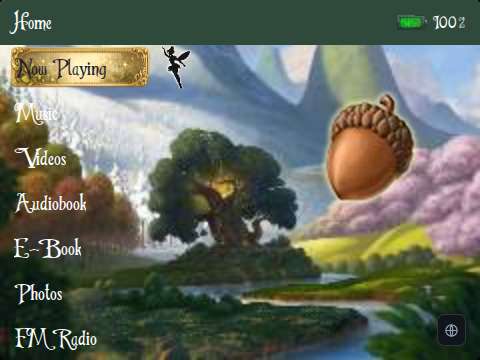 Home
100%
Now Playing
Music
Videos
Audiobook
E-Book
Photos
FM Radio